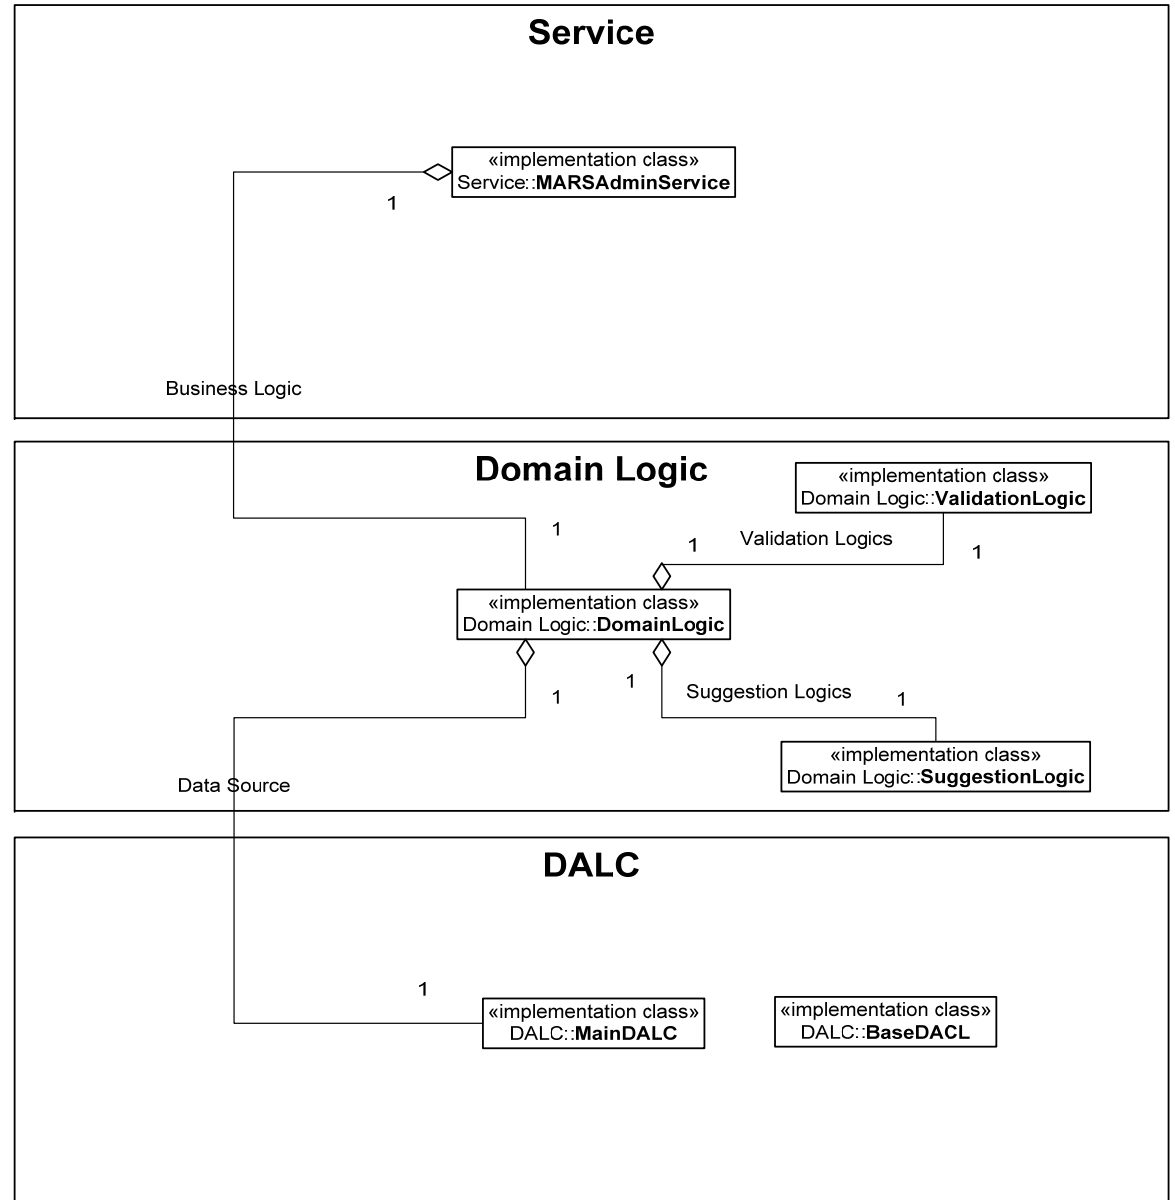 Service
«implementation class»
Service::MARSAdminService
1
Business Logic
Domain Logic
«implementation class»
Domain Logic::ValidationLogic
1
1
Validation Logics
1
«implementation class»
Domain Logic::DomainLogic
1
1
Suggestion Logics
1
«implementation class»
Domain Logic::SuggestionLogic
Data Source
DALC
1
«implementation class»
DALC::MainDALC
«implementation class»
DALC::BaseDACL